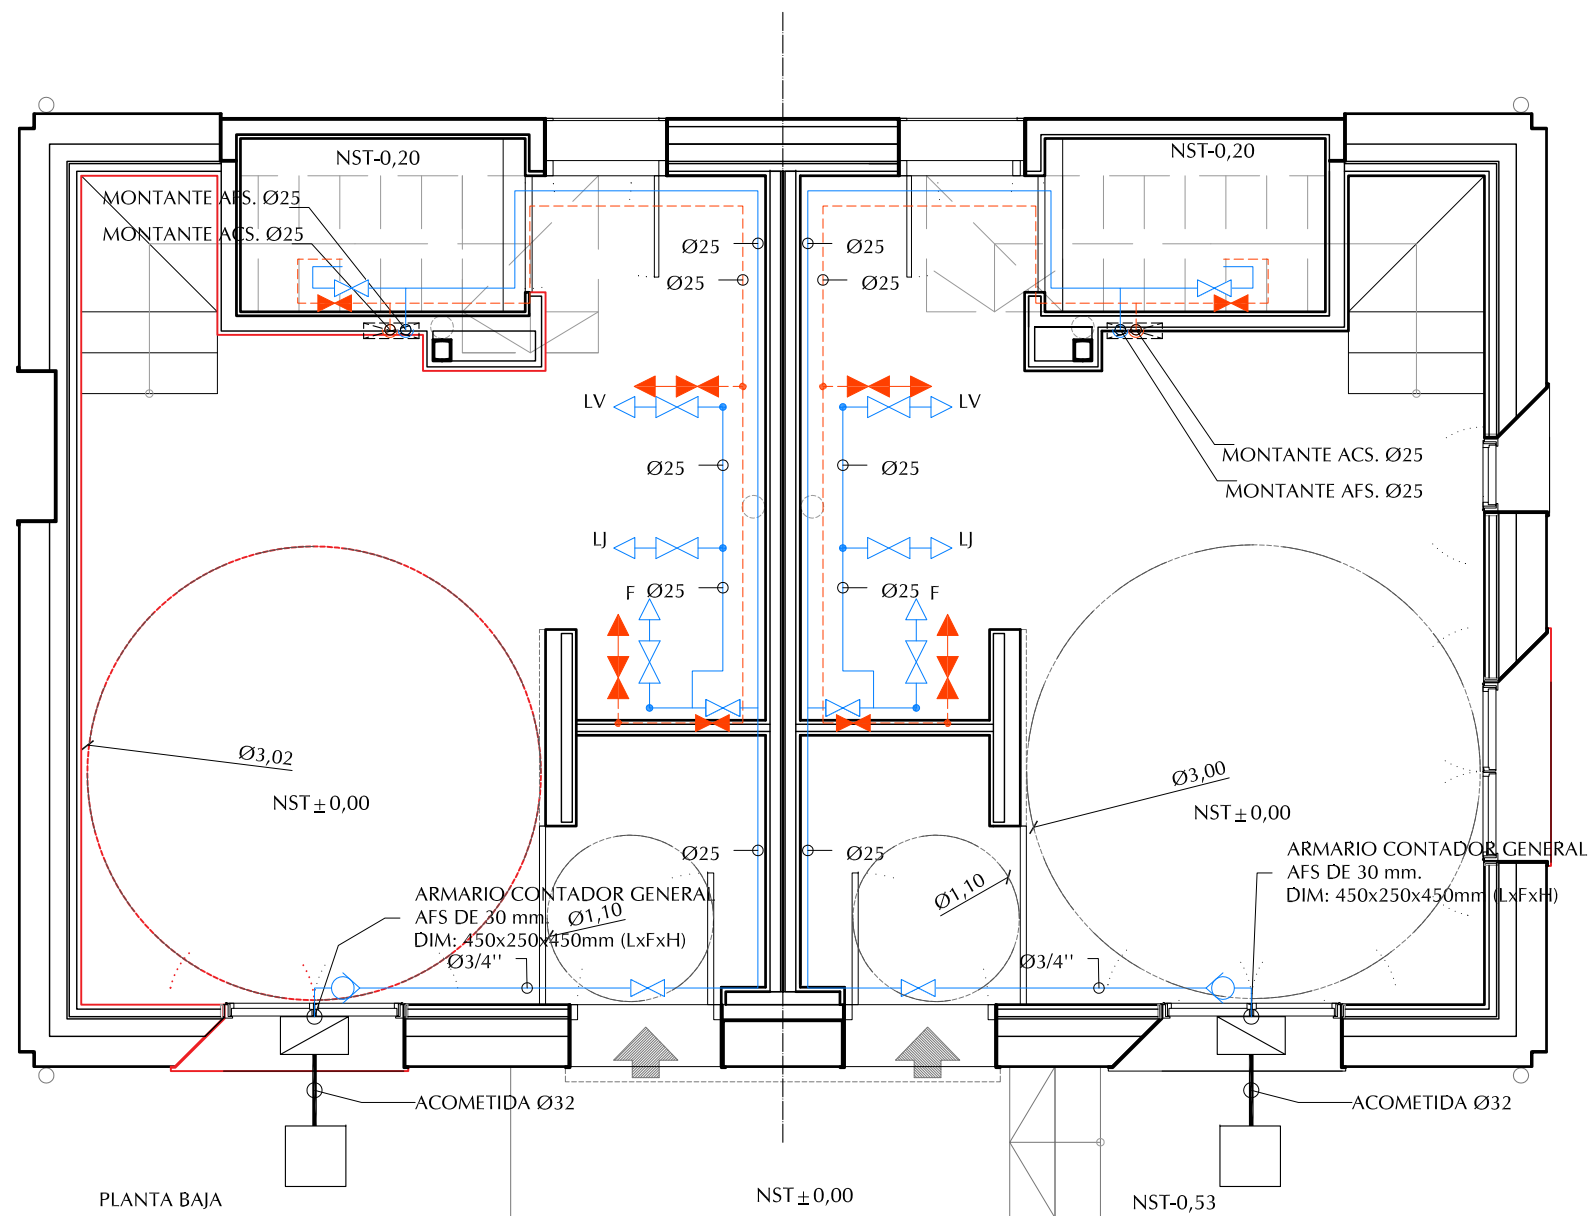 NST-0,20
NST-0,20
MONTANTE AFS. Ø25
MONTANTE ACS. Ø25
Ø25
Ø25
Ø25
Ø25
LV
LV
MONTANTE ACS. Ø25
Ø25
Ø25
MONTANTE AFS. Ø25
LJ
LJ
F
Ø25
Ø25
F
Ø3,02
Ø3,00
NST±0,00
NST±0,00
Ø25
Ø25
ARMARIO CONTADOR GENERAL
AFS DE 30 mm.
DIM: 450x250x450mm (LxFxH)
ARMARIO CONTADOR GENERAL
AFS DE 30 mm.
DIM: 450x250x450mm (LxFxH)
Ø1,10
Ø1,10
Ø3/4''
Ø3/4''
ACOMETIDA Ø32
ACOMETIDA Ø32
PLANTA BAJA
NST±0,00
NST-0,53